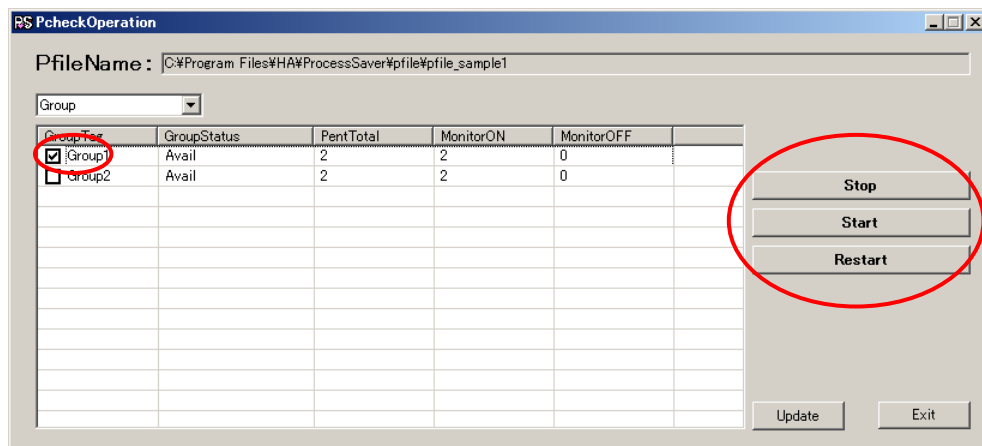 PS PcheckOperation
PfileName : C:¥Program Files¥HA¥ProcessSaver¥pfile¥pfile_sample1
Group
GroupTag GroupStatus PentTotal MonitorON MonitorOFF
Group1 Avail 2 2 0
Group2 Avail 2 2 0
Stop
Start
Restart
Update Exit